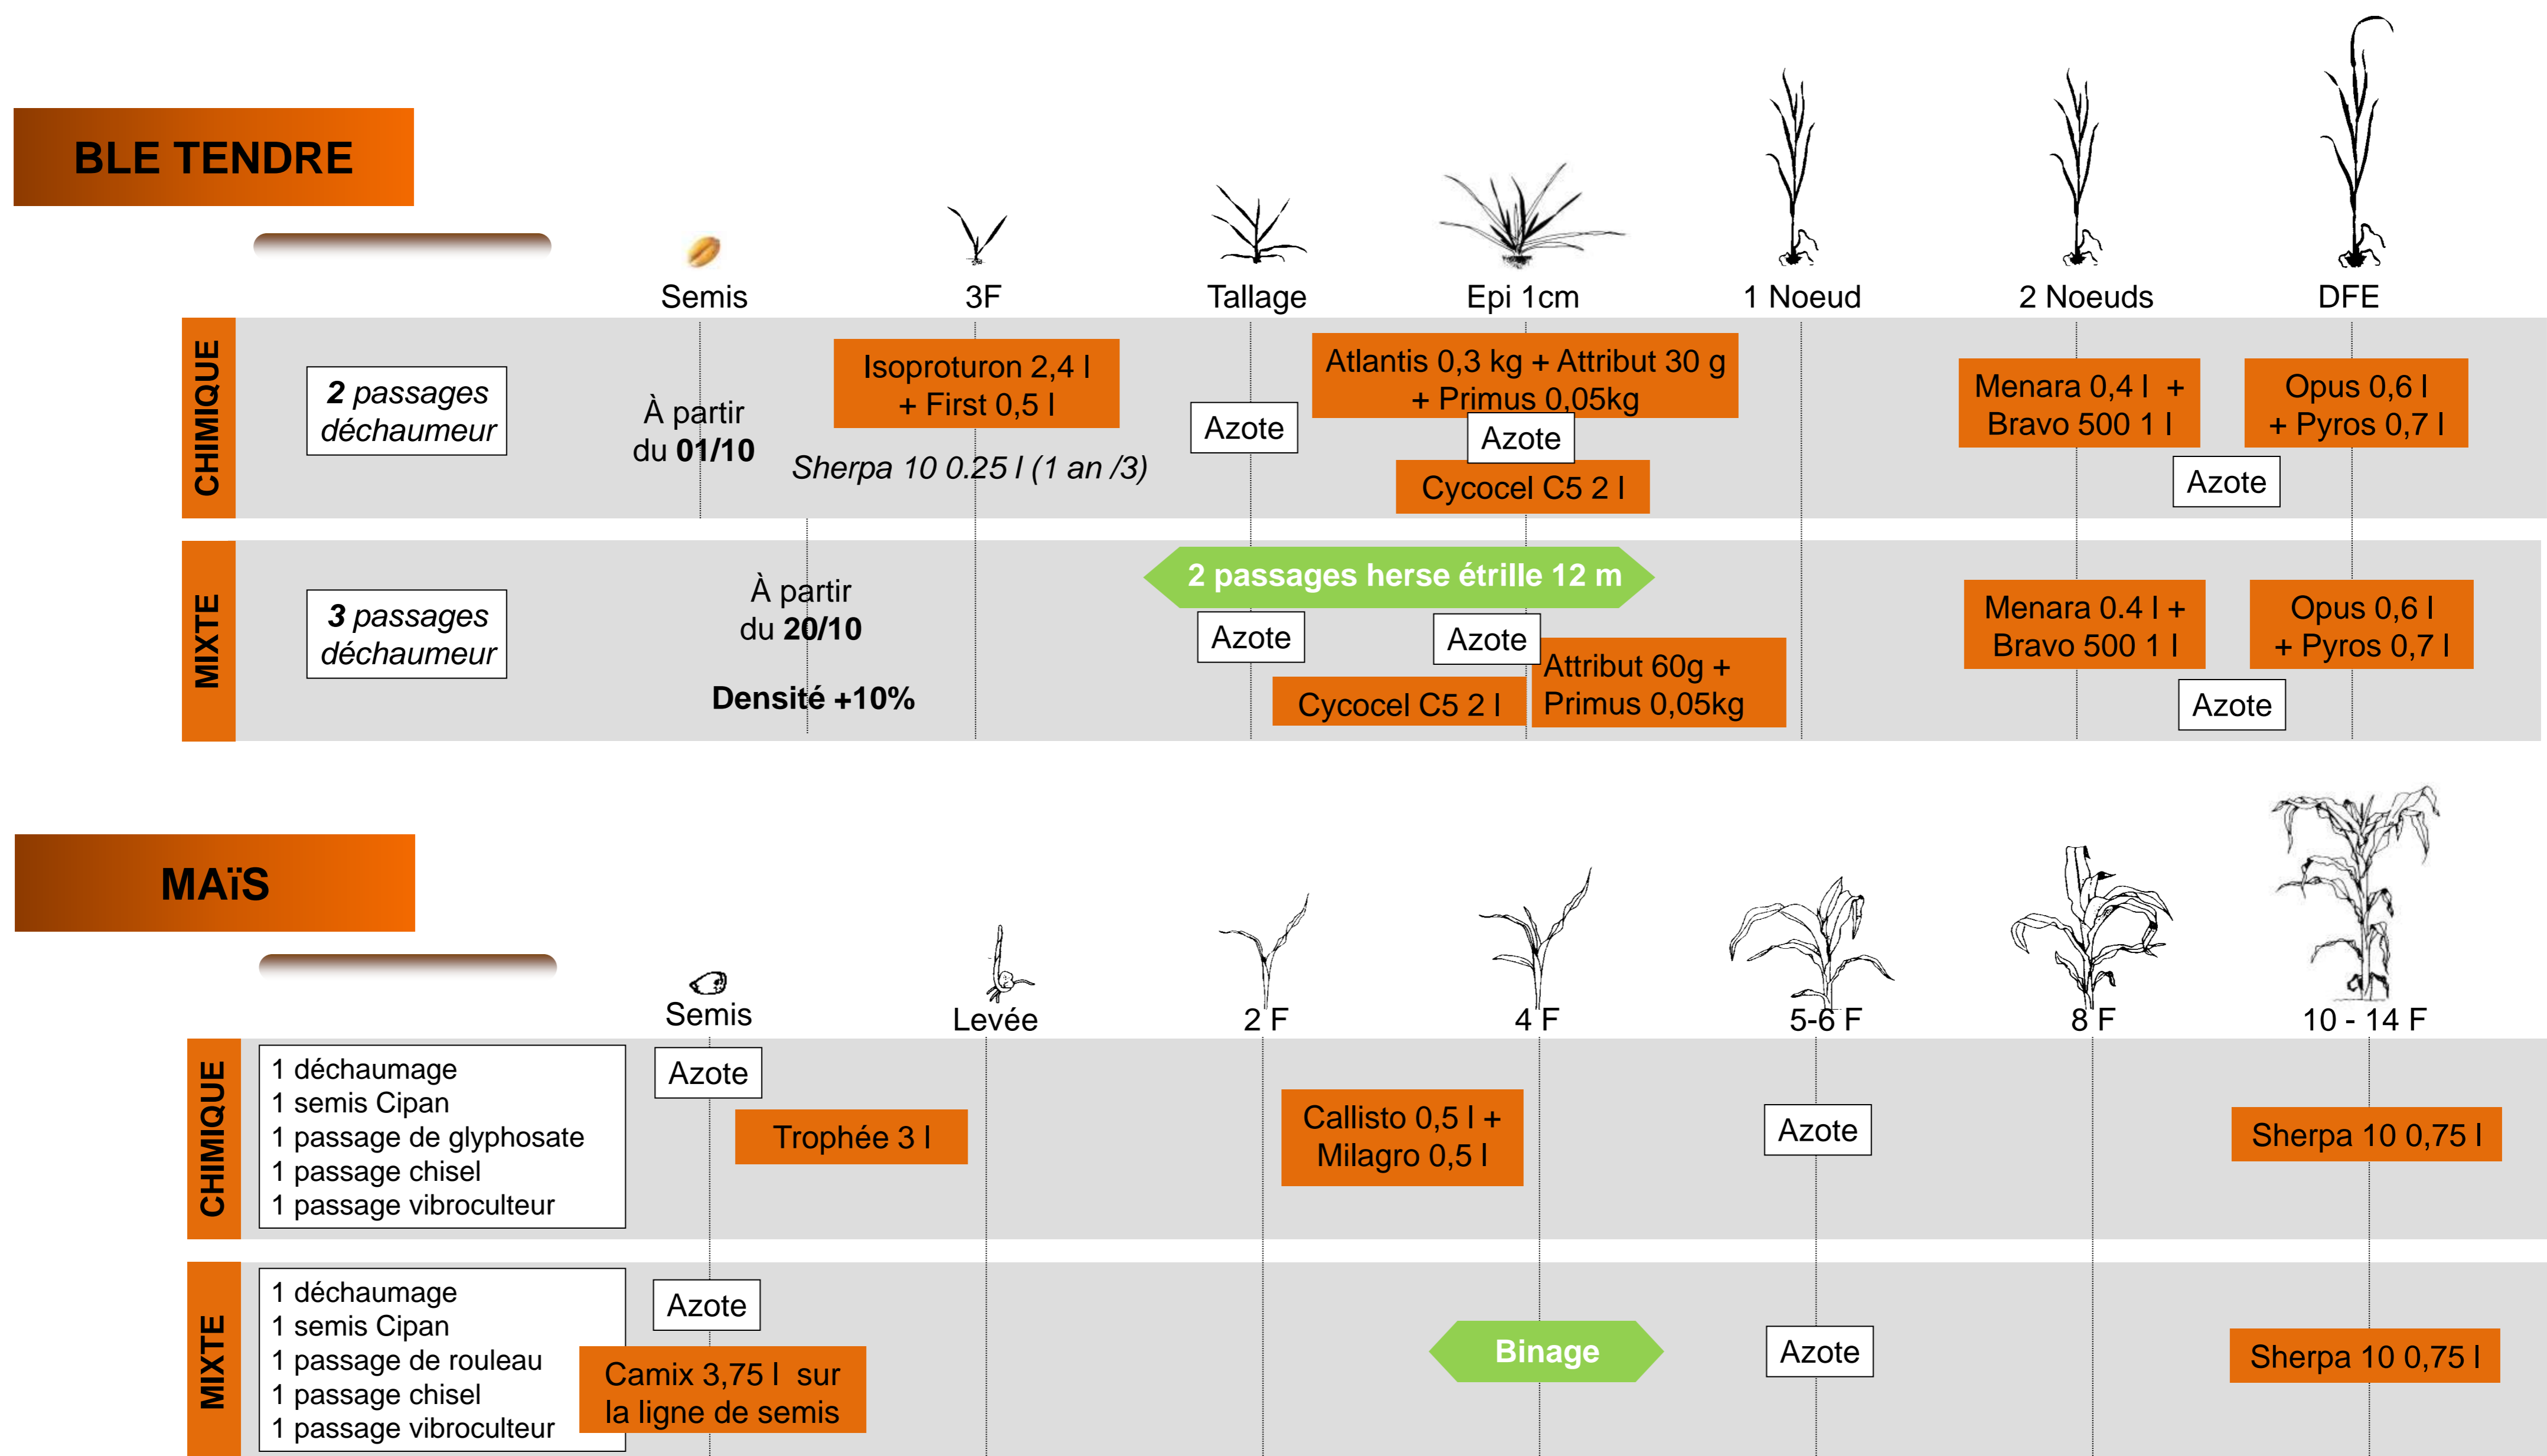 BLE TENDRE
Semis
3F
Tallage
Epi 1cm
1 Noeud
2 Noeuds
DFE
CHIMIQUE
2 passages
déchaumeur
À partir
du 01/10
Isoproturon 2,4 l
+ First 0,5 l
Sherpa 10 0.25 l (1 an /3)
Azote
Atlantis 0,3 kg + Attribut 30 g
+ Primus 0,05kg
Azote
Cycocel C5 2 l
Menara 0,4 l +
Bravo 500 1 l
Azote
Opus 0,6 l
+ Pyros 0,7 l
MIXTE
3 passages
déchaumeur
À partir
du 20/10
Densité +10%
2 passages herse étrille 12 m
Azote
Azote
Cycocel C5 2 l
Attribut 60g +
Primus 0,05kg
Menara 0.4 l +
Bravo 500 1 l
Azote
Opus 0,6 l
+ Pyros 0,7 l
MAïS
Semis
Levée
2 F
4 F
5-6 F
8 F
10 - 14 F
CHIMIQUE
1 déchaumage
1 semis Cipan
1 passage de glyphosate
1 passage chisel
1 passage vibroculteur
Azote
Trophée 3 l
Callisto 0,5 l +
Milagro 0,5 l
Azote
Sherpa 10 0,75 l
MIXTE
1 déchaumage
1 semis Cipan
1 passage de rouleau
1 passage chisel
1 passage vibroculteur
Azote
Camix 3,75 l sur
la ligne de semis
Binage
Azote
Sherpa 10 0,75 l